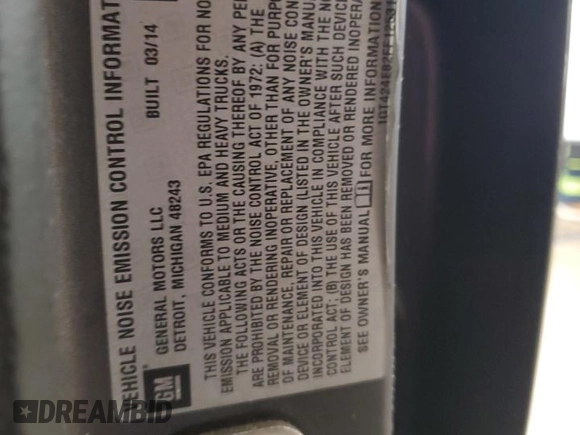 VEHICLE NOISE EMISSION CONTROL INFORMAT
GM
GENERAL MOTORS LLC
DETROIT, MICHIGAN 48243
BUILT 03/14
THIS VEHICLE CONFORMS TO U.S. EPA REGULATIONS FOR NO
EMISSION APPLICABLE TO MEDIUM AND HEAVY TRUCKS.
THE FOLLOWING ACTS OR THE CAUSING THEREOF BY ANY PE
ARE PROHIBITED BY THE NOISE CONTROL ACT OF 1972: (A) THE
REMOVAL OR RENDERING INOPERATIVE, OTHER THAN FOR PURP
OF MAINTENANCE, REPAIR OR REPLACEMENT OF ANY NOISE CON
DEVICE OR ELEMENT OF DESIGN (LISTED IN THE OWNER'S MANUA
INCORPORATED INTO THIS VEHICLE IN COMPLIANCE WITH THE NO
CONTROL ACT; (B) THE USE OF THIS VEHICLE AFTER SUCH DEVICE
ELEMENT OF DESIGN HAS BEEN REMOVED OR RENDERED INOPERA
SEE OWNER'S MANUAL FOR MORE INFORMATION
DREAMBID